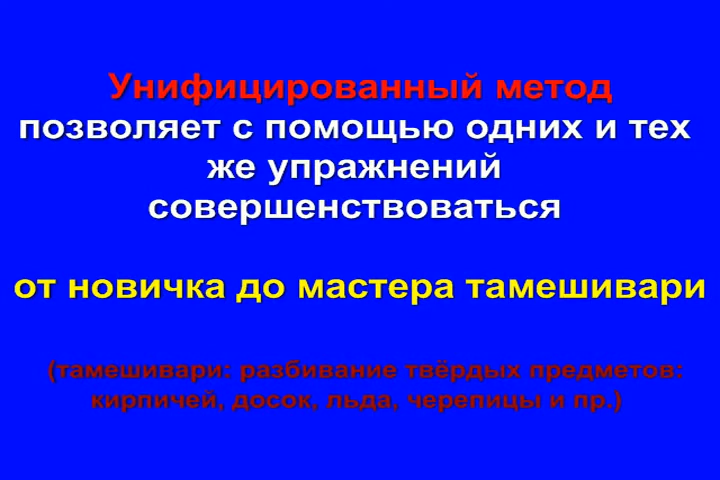 Унифицированный метод
позволяет с помощью одних и тех
же упражнений
совершенствоваться
от новичка до мастера тамешивари
(тамешивари: разбивание твёрдых предметов:
кирпичей, досок, льда, черепицы и пр.)